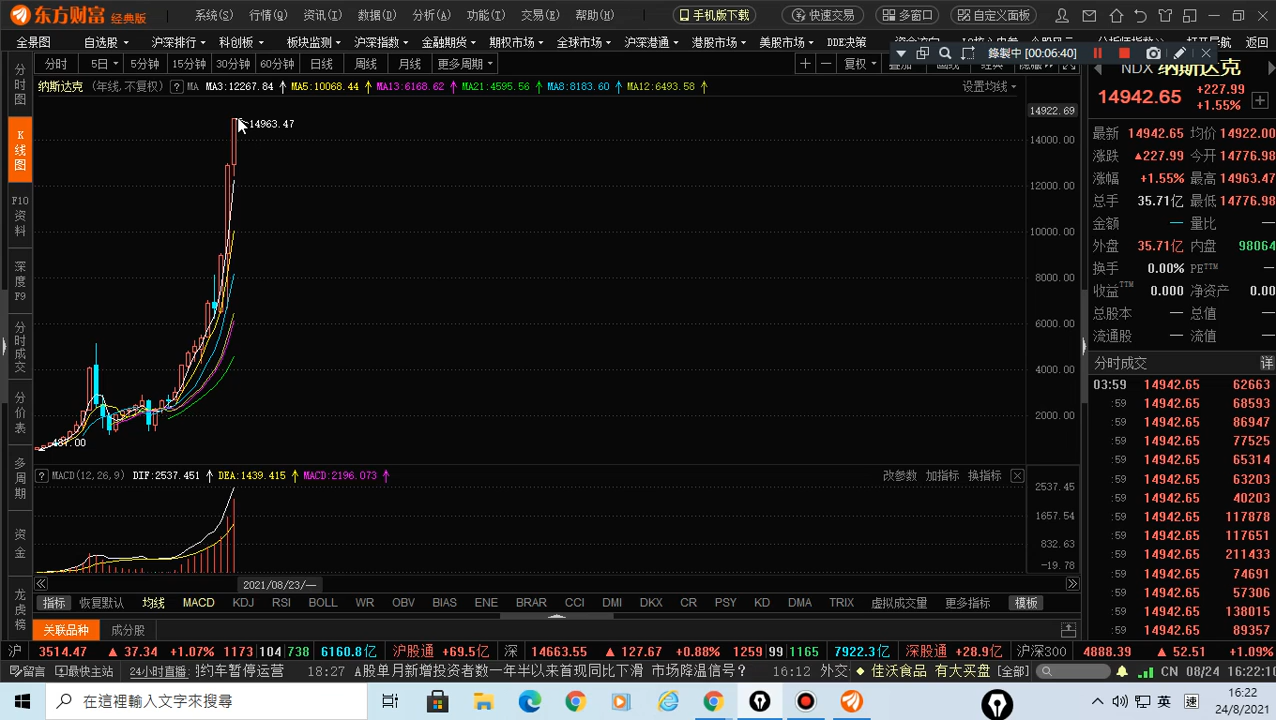 东方财富 经典版 系统(S) 行情(Q) 资讯(I) 数据(D) 分析(A) 功能(T) 交易(E) 帮助(H) 手机版下载 快速交易 多窗口 自定义面板
全景图 自选股 沪深排行 科创板 板块监测 沪深指数 金融期货 期权市场 全球市场 沪深港通 港股市场 美股市场 DDE决策 返回
錄製中 [00:06:40]
分时 5日 5分钟 15分钟 30分钟 60分钟 日线 周线 月线 更多周期 复权
NDX 纳斯达克
纳斯达克 (年线,不复权) ? MA MA3:12267.84 MA5:10068.44 MA13:6168.62 MA21:4595.56 MA8:8183.60 MA12:6493.58 设置均线
14942.65 +227.99 +1.55%
14922.69
14963.47
14000.00
12000.00
10000.00
8000.00
6000.00
4000.00
2000.00
分时图
K线图
F10资料
深度F9
分时成交
分价表
多周期
资金
龙虎榜
最新 14942.65 均价 14922.00
涨跌 ▲227.99 今开 14776.98
涨幅 +1.55% 最高 14963.47
总手 35.71亿 最低 14776.98
金额 — 量比 —
外盘 35.71亿 内盘 98064
换手 0.00% PE™ —
收益™ 0.000 净资产 0.00
总股本 — 总值 —
流通股 — 流值 —
分时成交 详
03:59 14942.65 62663
:59 14942.65 68593
:59 14942.65 86947
:59 14942.65 77525
:59 14942.65 65314
:59 14942.65 63203
:59 14942.65 40203
:59 14942.65 117878
:59 14942.65 117651
:59 14942.65 211433
:59 14942.65 74691
:59 14942.65 57306
:59 14942.65 138015
:59 14942.65 89357
? MACD(12,26,9) DIF:2537.451 DEA:1439.415 MACD:2196.073 改参数 加指标 换指标
2537.45
1657.54
832.63
-19.78
2021/08/23/—
指标 恢复默认 均线 MACD KDJ RSI BOLL WR OBV BIAS ENE BRAR CCI DMI DKX CR PSY KD DMA TRIX 虚拟成交量 更多指标 模板
关联品种 成分股
沪 3514.47 ▲37.34 +1.07% 1173 104 738 6160.8亿 沪股通 +69.5亿 深 14663.55 ▲127.67 +0.88% 1259 99 1165 7922.3亿 深股通 +28.9亿 沪深300 4888.39 ▲52.51 +1.09%
留言 最快主站 24小时直播: 约车暂停运营 18:27 A股单月新增投资者数一年半以来首现同比下滑 市场降温信号? 16:12 外交 佳沃食品 有大买盘 [全部] CN 08/24 16:22:10
在這裡輸入文字來搜尋 英 速 16:22
24/8/2021